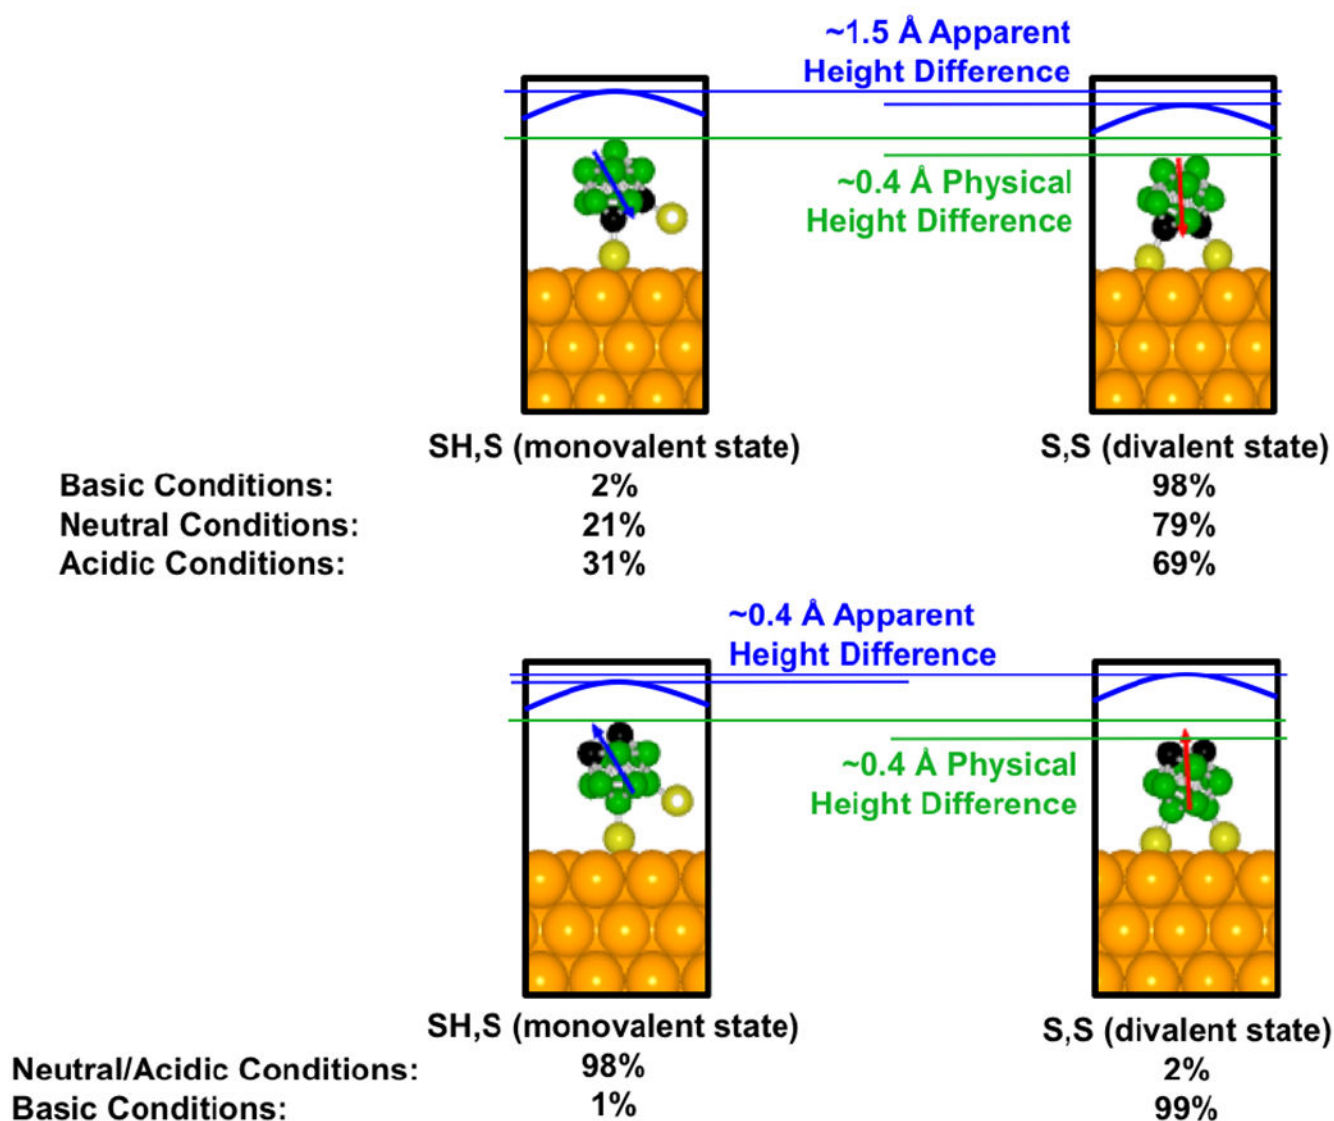 ~1.5 Å Apparent
Height Difference
~0.4 Å Physical
Height Difference
SH,S (monovalent state)
S,S (divalent state)
Basic Conditions: 2% 98%
Neutral Conditions: 21% 79%
Acidic Conditions: 31% 69%
~0.4 Å Apparent
Height Difference
~0.4 Å Physical
Height Difference
SH,S (monovalent state)
S,S (divalent state)
Neutral/Acidic Conditions: 98% 2%
Basic Conditions: 1% 99%